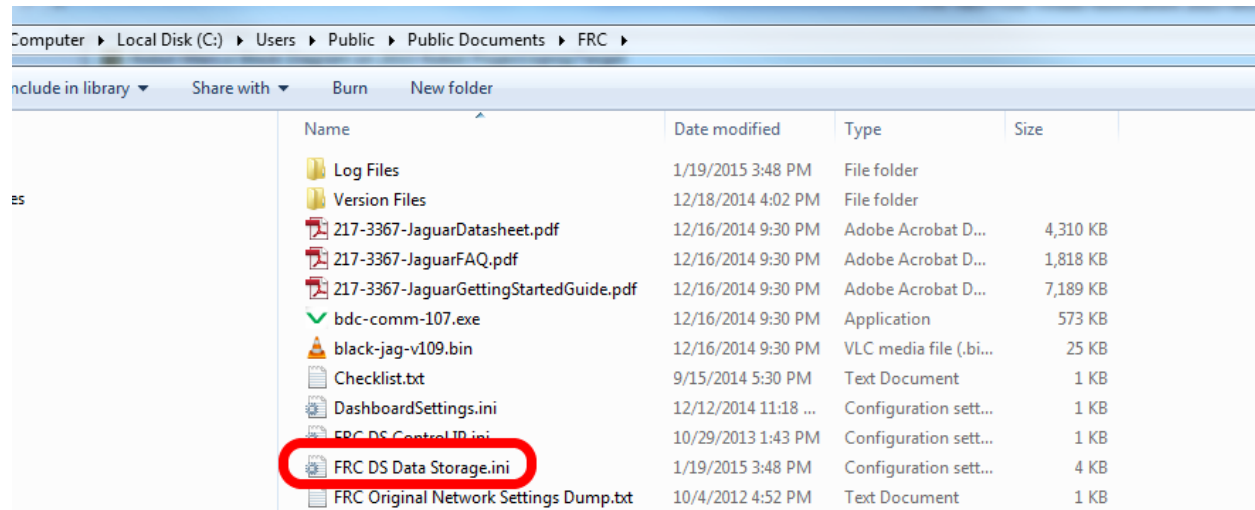 Computer ▸ Local Disk (C:) ▸ Users ▸ Public ▸ Public Documents ▸ FRC ▸
nclude in library ▾ Share with ▾ Burn New folder
Name Date modified Type Size
Log Files 1/19/2015 3:48 PM File folder
es
Version Files 12/18/2014 4:02 PM File folder
217-3367-JaguarDatasheet.pdf 12/16/2014 9:30 PM Adobe Acrobat D... 4,310 KB
217-3367-JaguarFAQ.pdf 12/16/2014 9:30 PM Adobe Acrobat D... 1,818 KB
217-3367-JaguarGettingStartedGuide.pdf 12/16/2014 9:30 PM Adobe Acrobat D... 7,189 KB
bdc-comm-107.exe 12/16/2014 9:30 PM Application 573 KB
black-jag-v109.bin 12/16/2014 9:30 PM VLC media file (.bi... 25 KB
Checklist.txt 9/15/2014 5:30 PM Text Document 1 KB
DashboardSettings.ini 12/12/2014 11:18 ... Configuration sett... 1 KB
FRC DS Control IP.ini 10/29/2013 1:43 PM Configuration sett... 1 KB
FRC DS Data Storage.ini 1/19/2015 3:48 PM Configuration sett... 4 KB
FRC Original Network Settings Dump.txt 10/4/2012 4:52 PM Text Document 1 KB